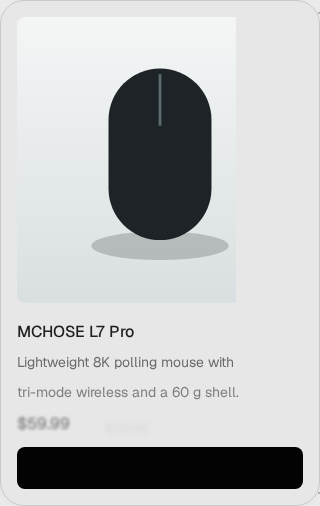 MCHOSE L7 Pro
Lightweight 8K polling mouse with
tri-mode wireless and a 60 g shell.
$59.99